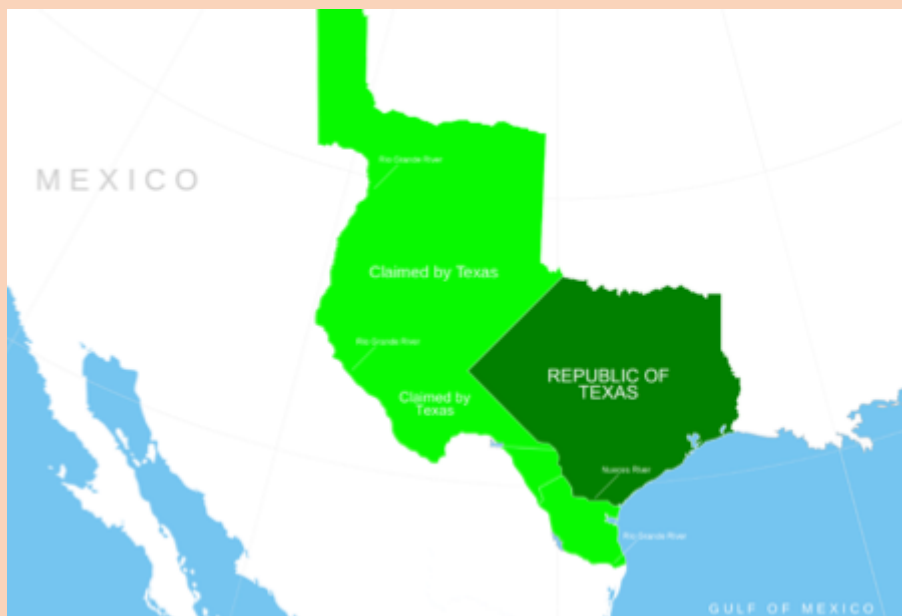 Rio Grande River
MEXICO
Claimed by Texas
Rio Grande River
REPUBLIC OF
TEXAS
Claimed by
Texas
Nueces River
Rio Grande River
GULF OF MEXICO